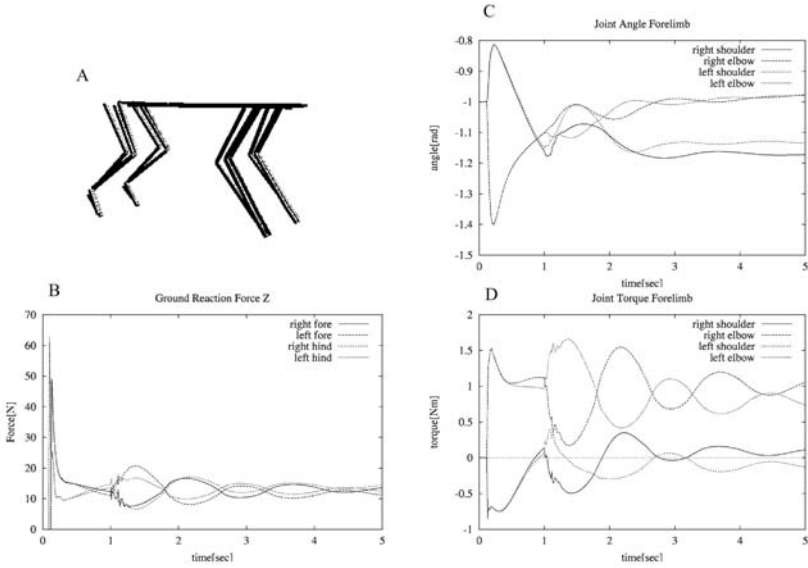 A
B
Ground Reaction Force Z
right fore
left fore
right hind
left hind
70
60
50
40
30
20
10
0
Force[N]
0 1 2 3 4 5
time[sec]
C
Joint Angle Forelimb
right shoulder
right elbow
left shoulder
left elbow
-0.8
-0.9
-1
-1.1
-1.2
-1.3
-1.4
-1.5
angle[rad]
0 1 2 3 4 5
time[sec]
D
Joint Torque Forelimb
right shoulder
right elbow
left shoulder
left elbow
2
1.5
1
0.5
0
-0.5
-1
torque[Nm]
0 1 2 3 4 5
time[sec]